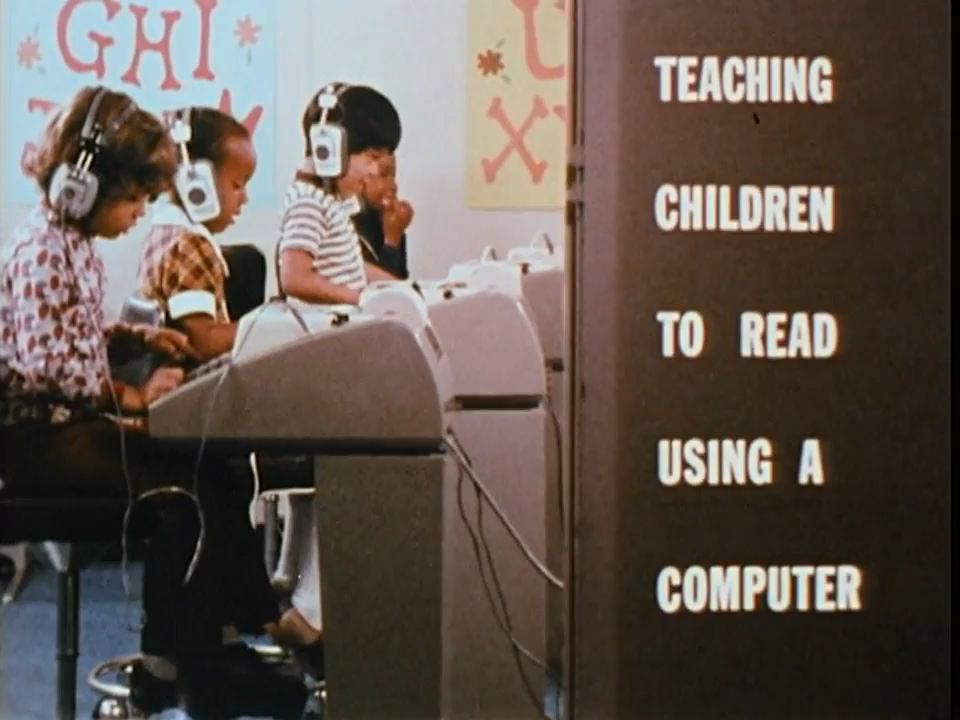 GHI
TEACHING
CHILDREN
TO READ
USING A
COMPUTER